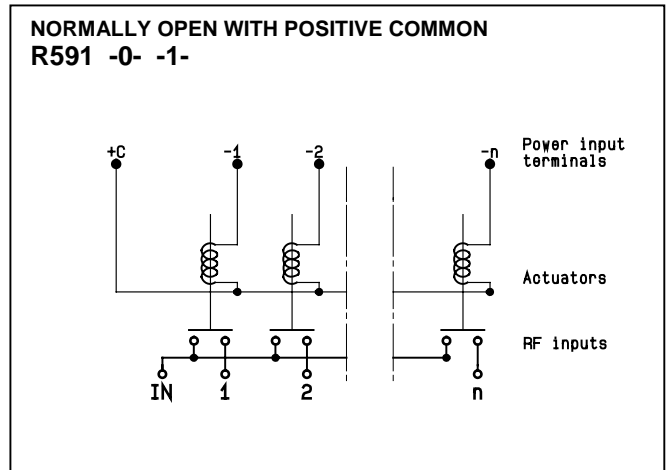 NORMALLY OPEN WITH POSITIVE COMMON
R591 -0- -1-
+C -1 -2 -n Power input
terminals
Actuators
RF inputs
IN 1 2 n